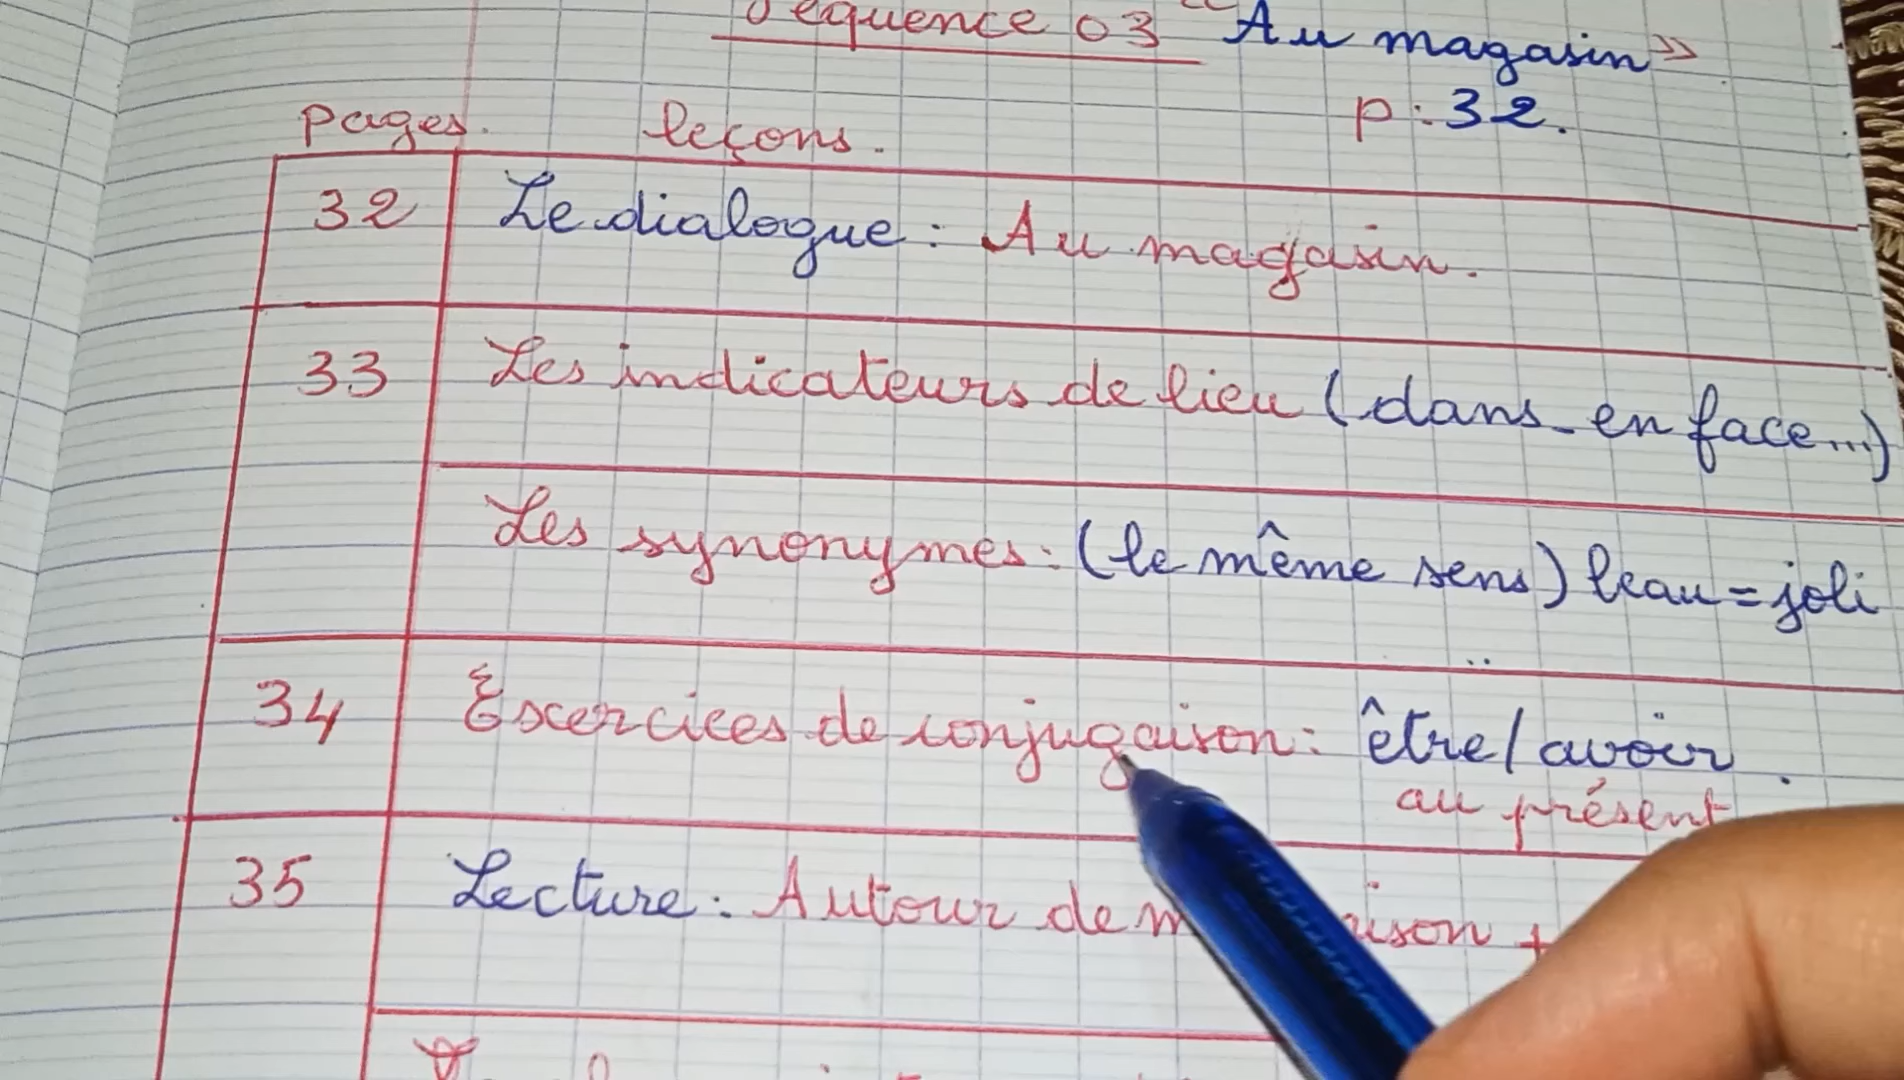 Séquence 03 "Au magasin»
p:32.
pages. leçons.
32 Le dialogue: Au magasin.
33 Les indicateurs de lieu (dans_en face...)
Les synonymes: (le même sens) beau=joli
34 Exercices de conjugaison: être/avoir.
au présent
35 Lecture: Autour de +